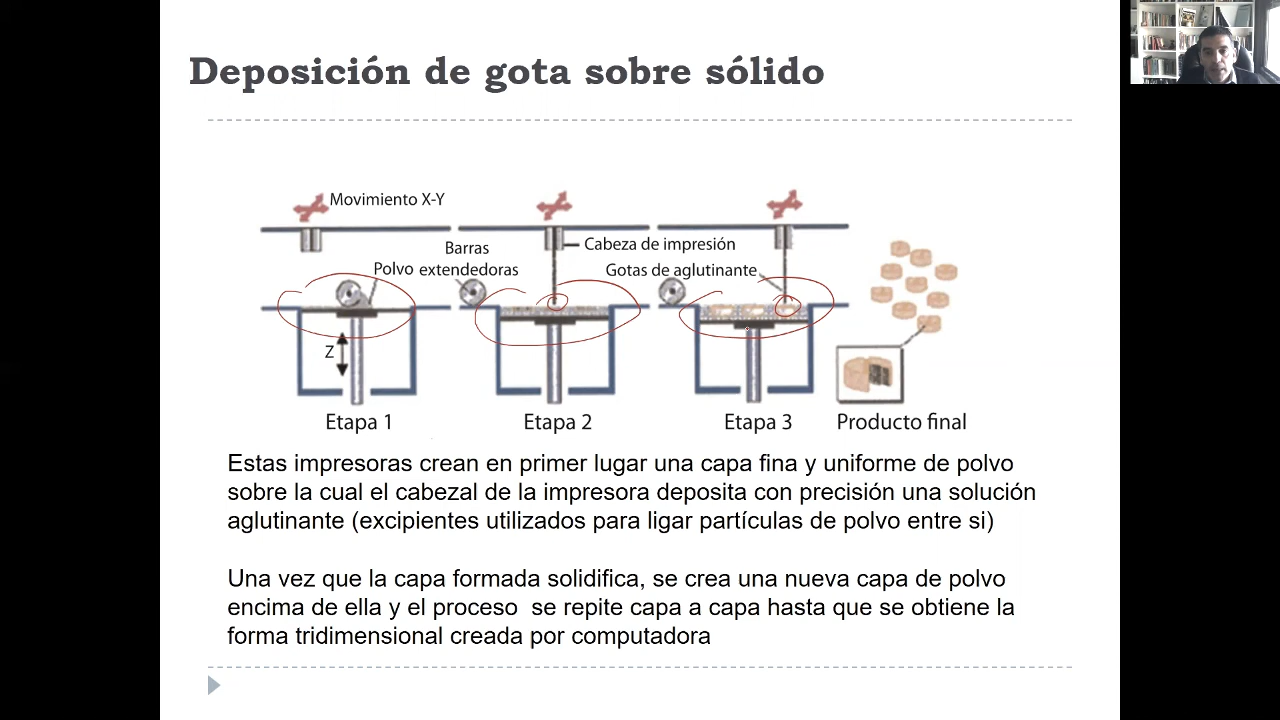 Deposición de gota sobre sólido
Movimiento X-Y
Barras
Polvo extendedoras
Cabeza de impresión
Gotas de aglutinante
Z
Etapa 1
Etapa 2
Etapa 3
Producto final
Estas impresoras crean en primer lugar una capa fina y uniforme de polvo
sobre la cual el cabezal de la impresora deposita con precisión una solución
aglutinante (excipientes utilizados para ligar partículas de polvo entre si)
Una vez que la capa formada solidifica, se crea una nueva capa de polvo
encima de ella y el proceso se repite capa a capa hasta que se obtiene la
forma tridimensional creada por computadora